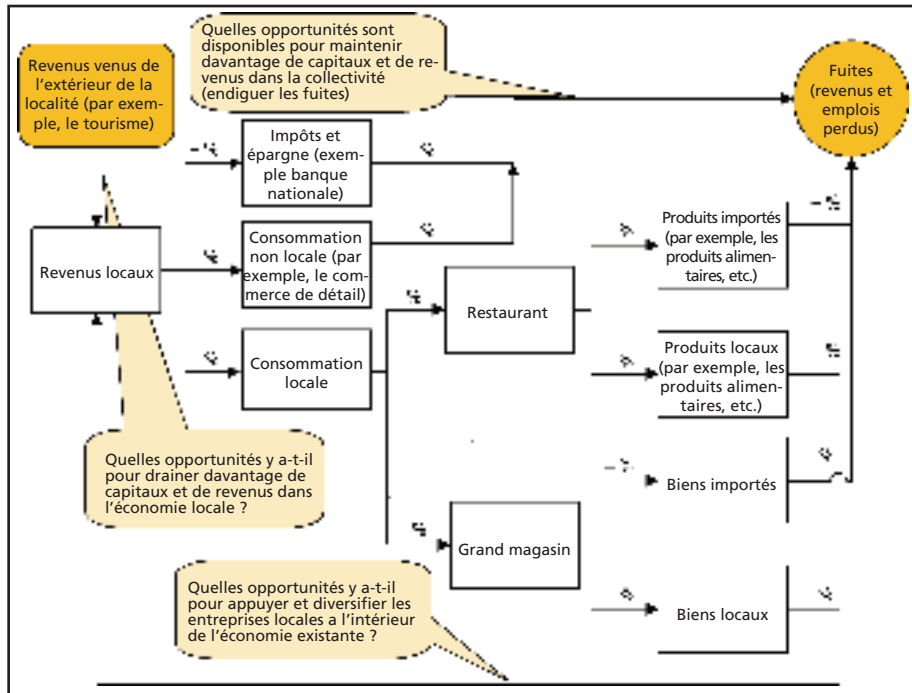 Quelles opportunités sont
disponibles pour maintenir
davantage de capitaux et de re-
venus dans la collectivité
(endiguer les fuites)
Revenus venus de
l'extérieur de la
localité (par exem-
ple, le tourisme)
Fuites
(revenus et
emplois
perdus)
Impôts et
épargne (exem-
ple banque
nationale)
Revenus locaux
Consommation
non locale (par
exemple, le com-
merce de détail)
Consommation
locale
Restaurant
Produits importés
(par exemple, les
produits alimen-
taires, etc.)
Produits locaux
(par exemple, les
produits alimen-
taires, etc.)
Quelles opportunités y a-t-il
pour drainer davantage de
capitaux et de revenus dans
l'économie locale ?
Biens importés
Grand magasin
Biens locaux
Quelles opportunités y a-t-il
pour appuyer et diversifier les
entreprises locales a l'intérieur
de l'économie existante ?